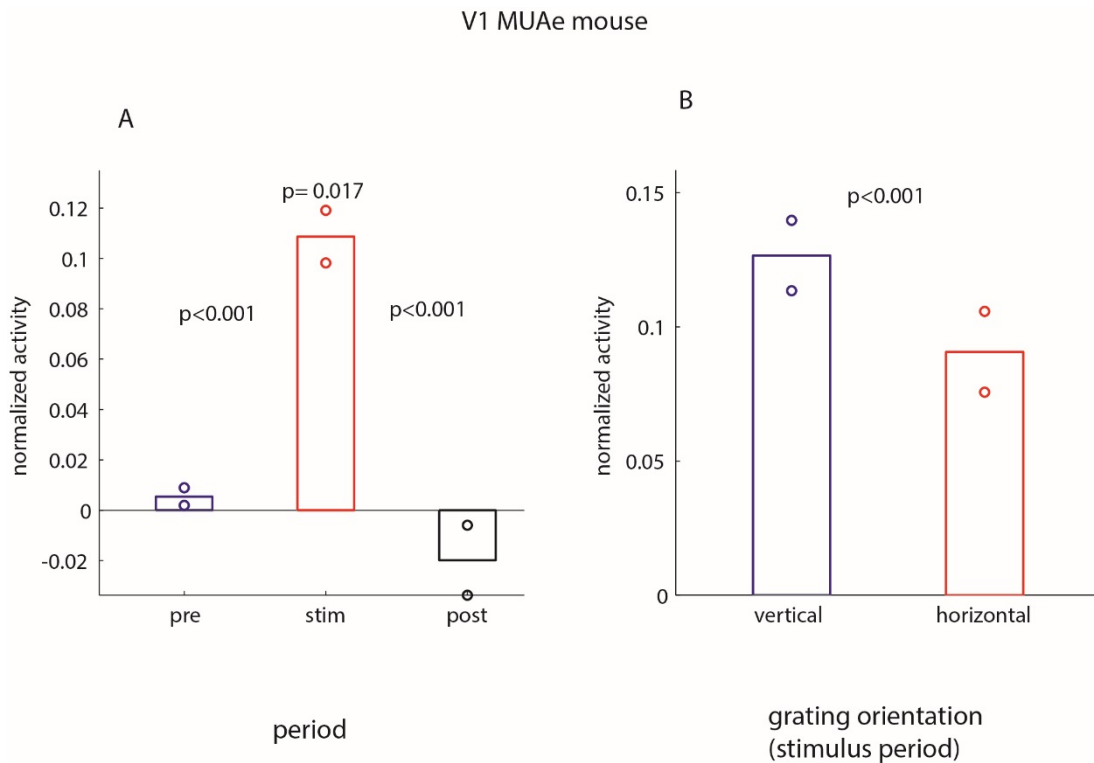 V1 MUAe mouse
A
normalized activity
0.12
0.1
0.08
0.06
0.04
0.02
0
-0.02
p= 0.017
p<0.001
p<0.001
pre
stim
post
period
B
normalized activity
0.15
0.1
0.05
0
p<0.001
vertical
horizontal
grating orientation
(stimulus period)